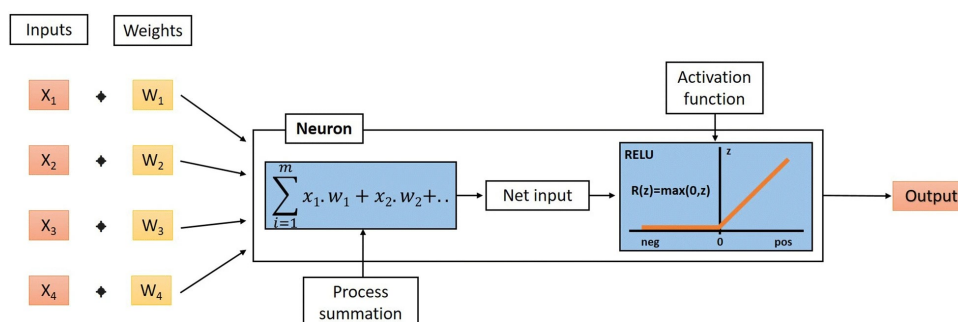 Inputs Weights
X₁ W₁
X₂ W₂
X₃ W₃
X₄ W₄
Neuron
m
∑ x₁.w₁ + x₂.w₂+..
i=1
Process
summation
Net input
Activation
function
RELU z
R(z)=max(0,z)
neg 0 pos
Output